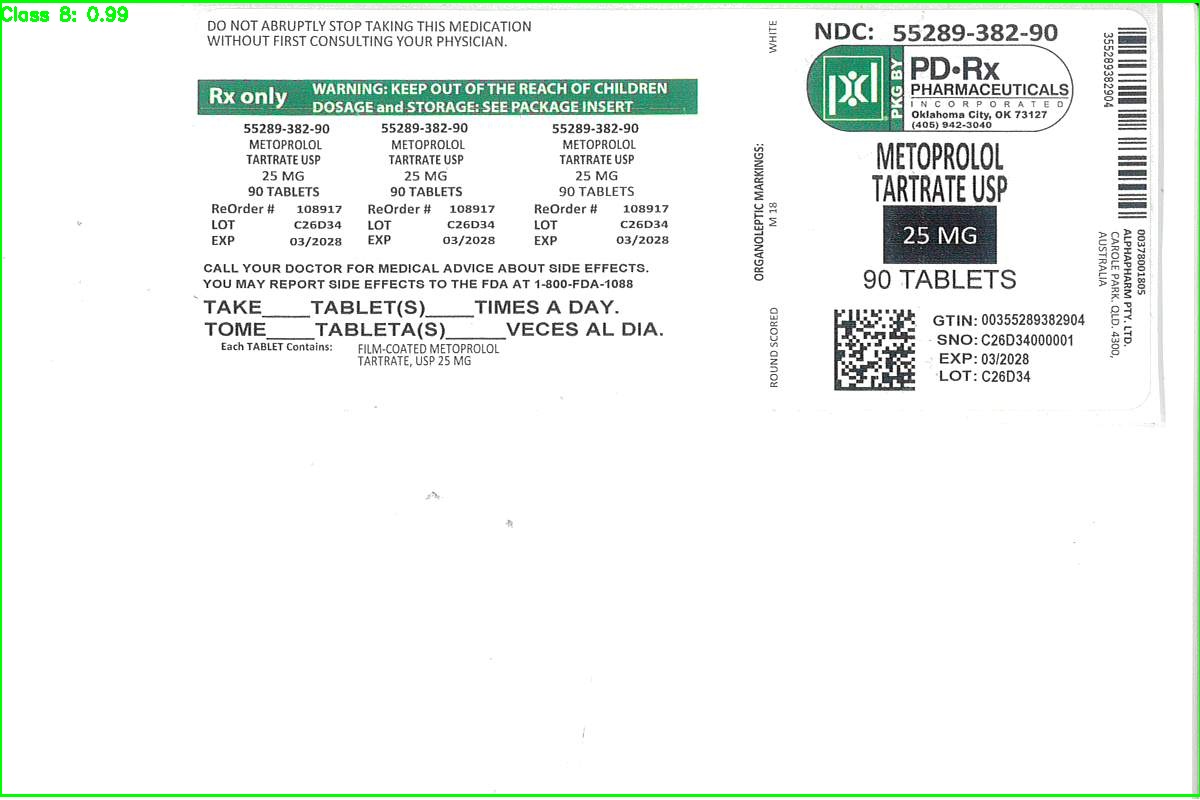 Class 8: 0.99
DO NOT ABRUPTLY STOP TAKING THIS MEDICATION
WITHOUT FIRST CONSULTING YOUR PHYSICIAN.
Rx only
WARNING: KEEP OUT OF THE REACH OF CHILDREN
DOSAGE and STORAGE: SEE PACKAGE INSERT
55289-382-90 55289-382-90 55289-382-90
METOPROLOL METOPROLOL METOPROLOL
TARTRATE USP TARTRATE USP TARTRATE USP
25 MG 25 MG 25 MG
90 TABLETS 90 TABLETS 90 TABLETS
ReOrder # 108917 ReOrder # 108917 ReOrder # 108917
LOT C26D34 LOT C26D34 LOT C26D34
EXP 03/2028 EXP 03/2028 EXP 03/2028
CALL YOUR DOCTOR FOR MEDICAL ADVICE ABOUT SIDE EFFECTS.
YOU MAY REPORT SIDE EFFECTS TO THE FDA AT 1-800-FDA-1088
TAKE____TABLET(S)____TIMES A DAY.
TOME____TABLETA(S)_____VECES AL DIA.
Each TABLET Contains: FILM-COATED METOPROLOL
TARTRATE, USP 25 MG
ORGANOLEPTIC MARKINGS:
ROUND SCORED M 18 WHITE
NDC: 55289-382-90
pxd
PKG BY
PD•Rx
PHARMACEUTICALS
INCORPORATED
Oklahoma City, OK 73127
(405) 942-3040
METOPROLOL
TARTRATE USP
25 MG
90 TABLETS
GTIN: 00355289382904
SNO: C26D34000001
EXP: 03/2028
LOT: C26D34
355289382904
00378001805
ALPHAPHARM PTY. LTD.
CAROLE PARK, QLD. 4300,
AUSTRALIA